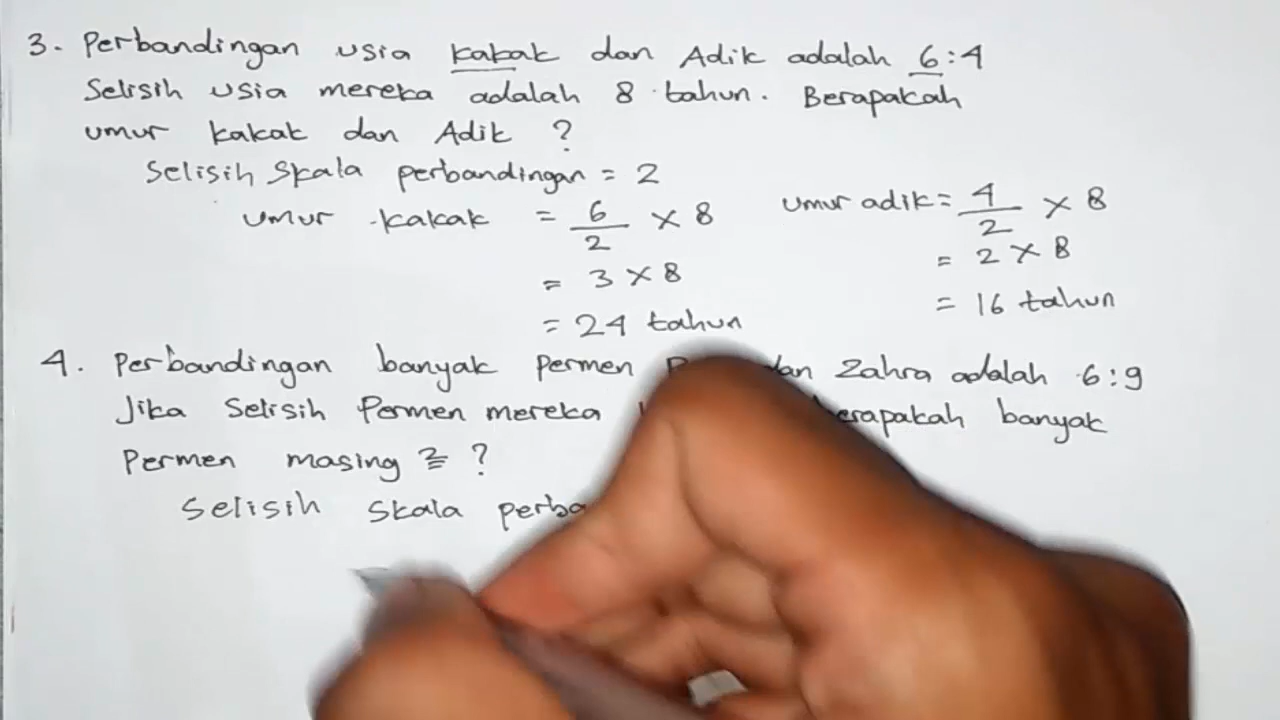 3. Perbandingan usia kakak dan Adik adalah 6:4
Selisih usia mereka adalah 8 tahun. Berapakah
umur kakak dan Adik ?
Selisih Skala perbandingan = 2
umur kakak = 6/2 × 8
= 3 × 8
= 24 tahun
umur adik = 4/2 × 8
= 2 × 8
= 16 tahun
4. Perbandingan banyak permen dan Zahra adalah 6:9
Jika Selisih Permen mereka banyak
Permen masing 2 ?
Selisih Skala